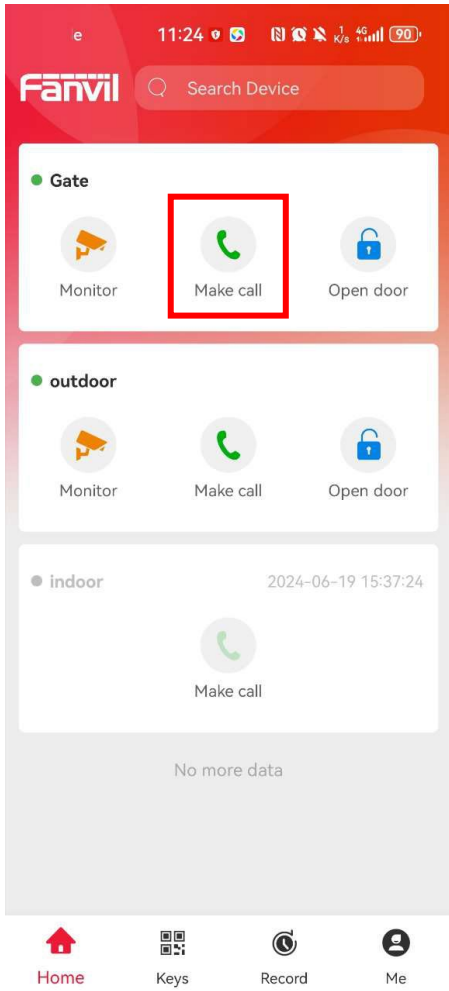 e 11:24 1 K/s 4G 90
Fanvil Search Device
Gate
Monitor Make call Open door
outdoor
Monitor Make call Open door
indoor 2024-06-19 15:37:24
Make call
No more data
Home Keys Record Me